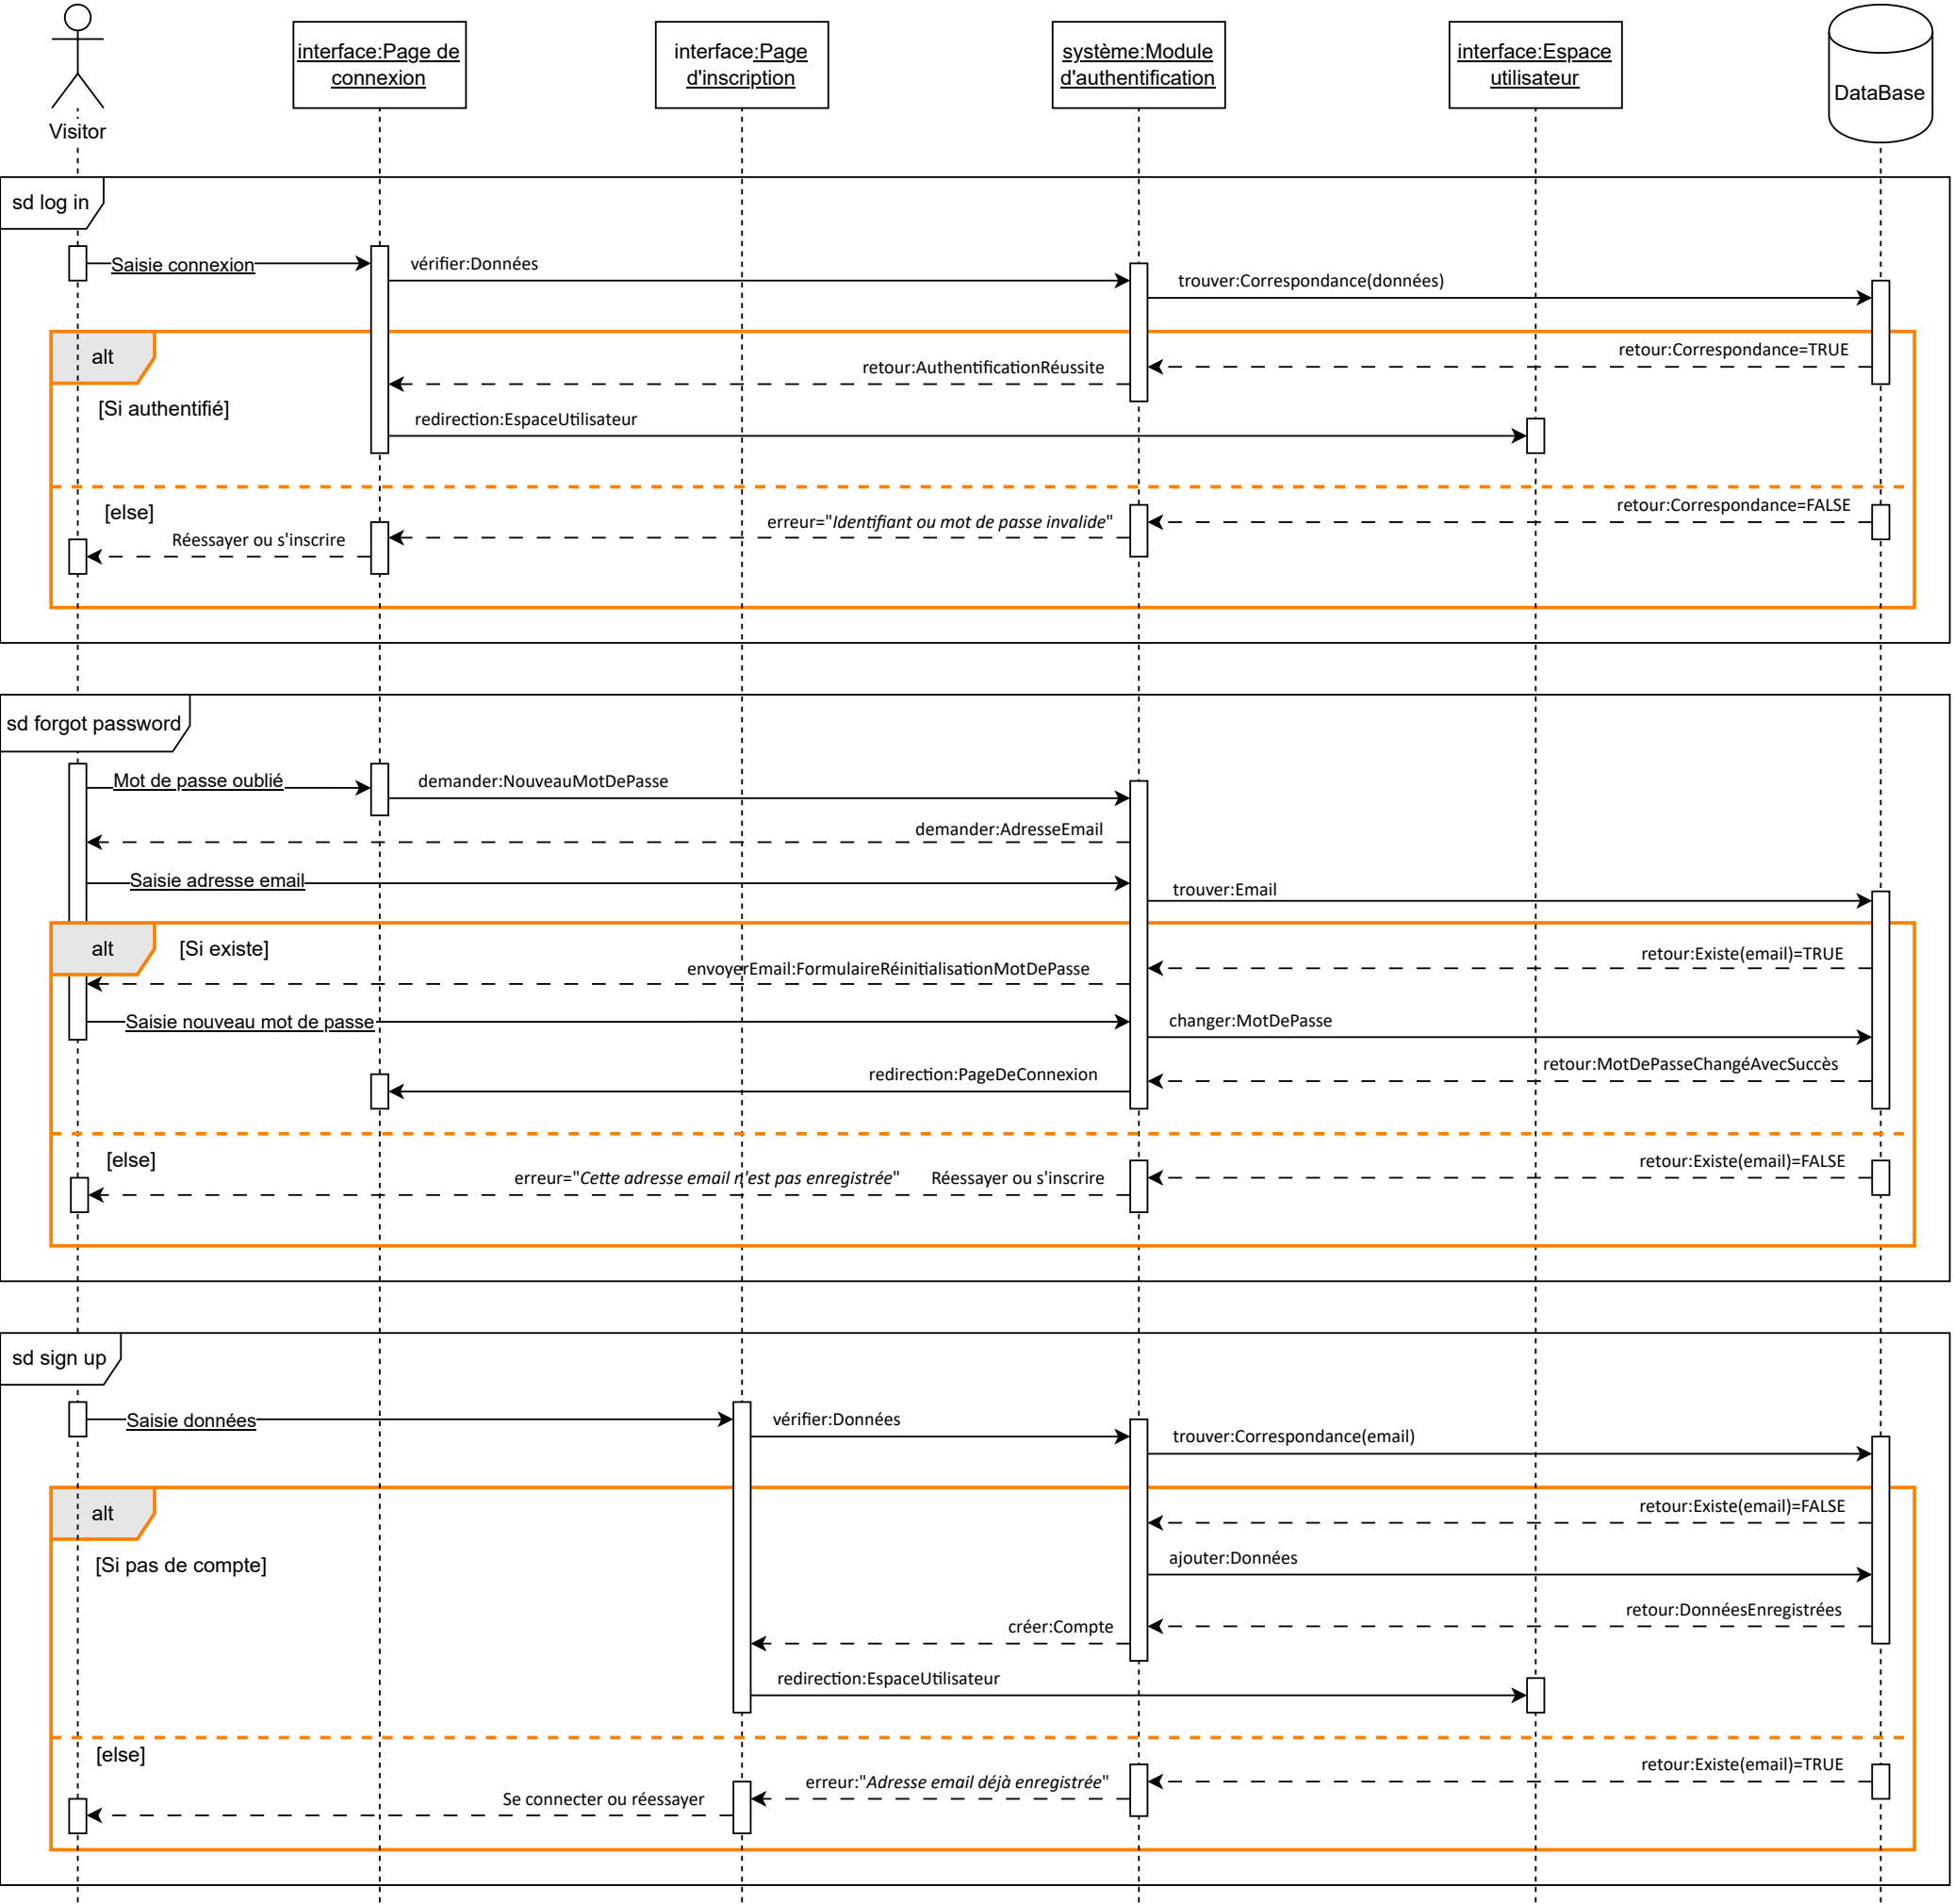 Visitor
interface:Page de
connexion
interface:Page
d'inscription
système:Module
d'authentification
interface:Espace
utilisateur
DataBase
sd log in
Saisie connexion
vérifier:Données
trouver:Correspondance(données)
alt
retour:Correspondance=TRUE
retour:AuthentificationRéussite
[Si authentifié]
redirection:EspaceUtilisateur
[else]
retour:Correspondance=FALSE
erreur="Identifiant ou mot de passe invalide"
Réessayer ou s'inscrire
sd forgot password
Mot de passe oublié
demander:NouveauMotDePasse
demander:AdresseEmail
Saisie adresse email
trouver:Email
alt
[Si existe]
retour:Existe(email)=TRUE
envoyerEmail:FormulaireRéinitialisationMotDePasse
Saisie nouveau mot de passe
changer:MotDePasse
retour:MotDePasseChangéAvecSuccès
redirection:PageDeConnexion
[else]
retour:Existe(email)=FALSE
erreur="Cette adresse email n'est pas enregistrée" Réessayer ou s'inscrire
sd sign up
Saisie données
vérifier:Données
trouver:Correspondance(email)
alt
retour:Existe(email)=FALSE
[Si pas de compte]
ajouter:Données
retour:DonnéesEnregistrées
créer:Compte
redirection:EspaceUtilisateur
[else]
retour:Existe(email)=TRUE
erreur:"Adresse email déjà enregistrée"
Se connecter ou réessayer